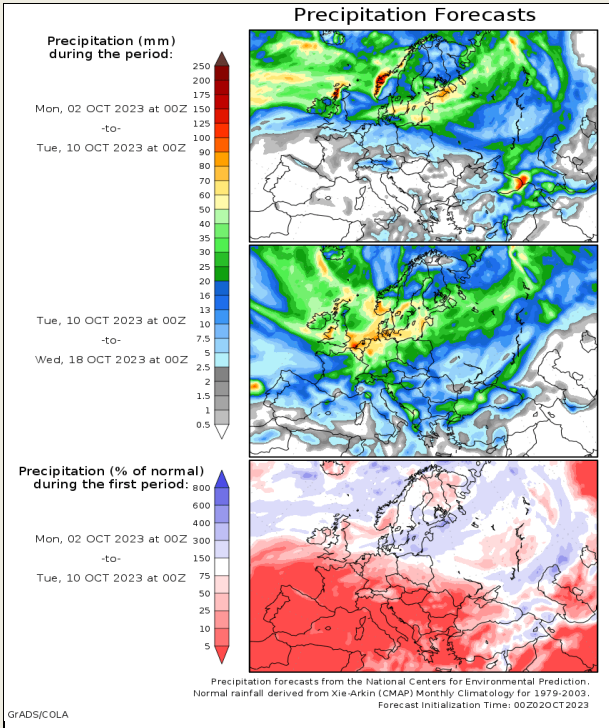 Precipitation Forecasts
Precipitation (mm)
during the period:
Mon, 02 OCT 2023 at 00Z
-to-
Tue, 10 OCT 2023 at 00Z
250
200
175
150
125
100
90
80
70
60
50
40
35
30
25
20
16
13
10
7.5
5
2.5
2
1.5
1
0.5
Tue, 10 OCT 2023 at 00Z
-to-
Wed, 18 OCT 2023 at 00Z
Precipitation (% of normal)
during the first period:
Mon, 02 OCT 2023 at 00Z
-to-
Tue, 10 OCT 2023 at 00Z
800
600
400
300
150
75
50
25
10
5
Precipitation forecasts from the National Centers for Environmental Prediction.
Normal rainfall derived from Xie-Arkin (CMAP) Monthly Climatology for 1979-2003.
Forecast Initialization Time: 00Z02OCT2023
GrADS/COLA